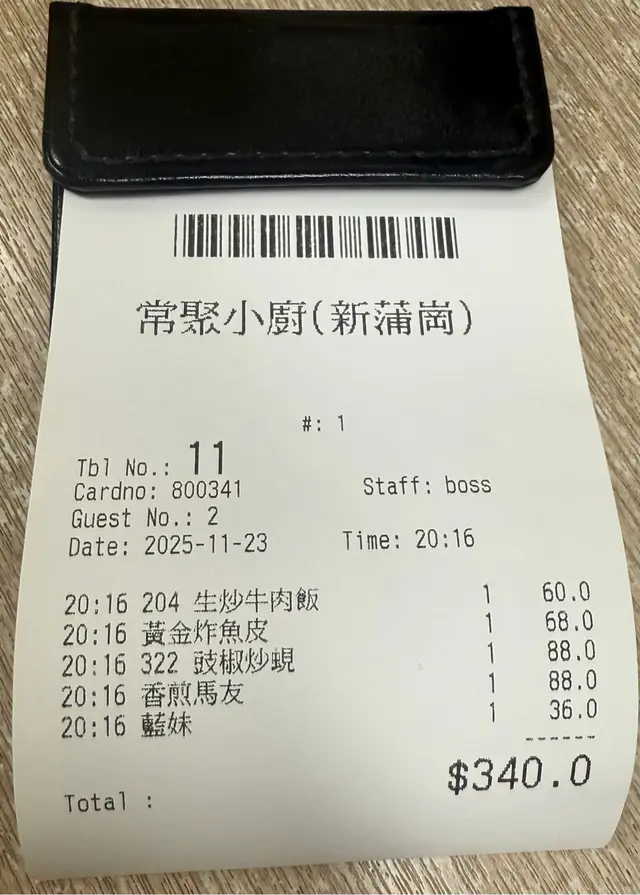 常聚小廚(新蒲崗)
#: 1
Tbl No.: 11
Cardno: 800341 Staff: boss
Guest No.: 2
Date: 2025-11-23 Time: 20:16
20:16 204 生炒牛肉飯 1 60.0
20:16 黃金炸魚皮 1 68.0
20:16 322 豉椒炒蜆 1 88.0
20:16 香煎馬友 1 88.0
20:16 藍妹 1 36.0
------
Total : $340.0